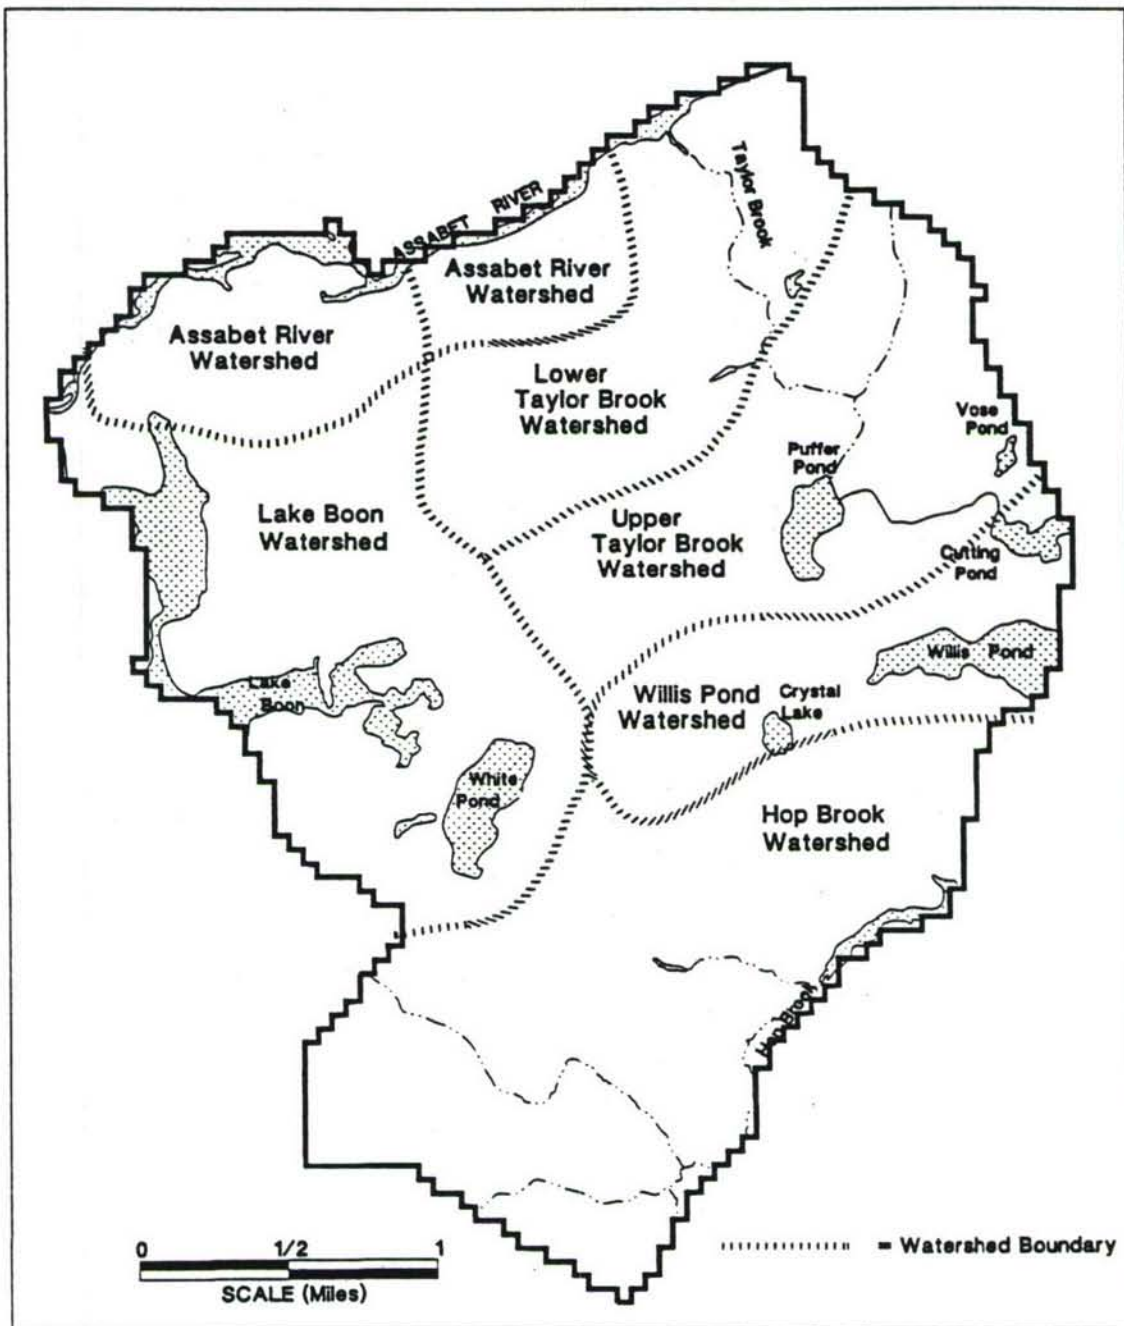 Taylor Brook
ASSABET RIVER
Assabet River
Watershed
Assabet River
Watershed
Lower
Taylor Brook
Watershed
Vose
Pond
Puffer
Pond
Lake Boon
Watershed
Upper
Taylor Brook
Watershed
Cutting
Pond
Willis Pond
Lake
Boon
Willis Pond
Watershed
Crystal
Lake
White
Pond
Hop Brook
Watershed
Hop Brook
0 1/2 1
SCALE (Miles)
= Watershed Boundary